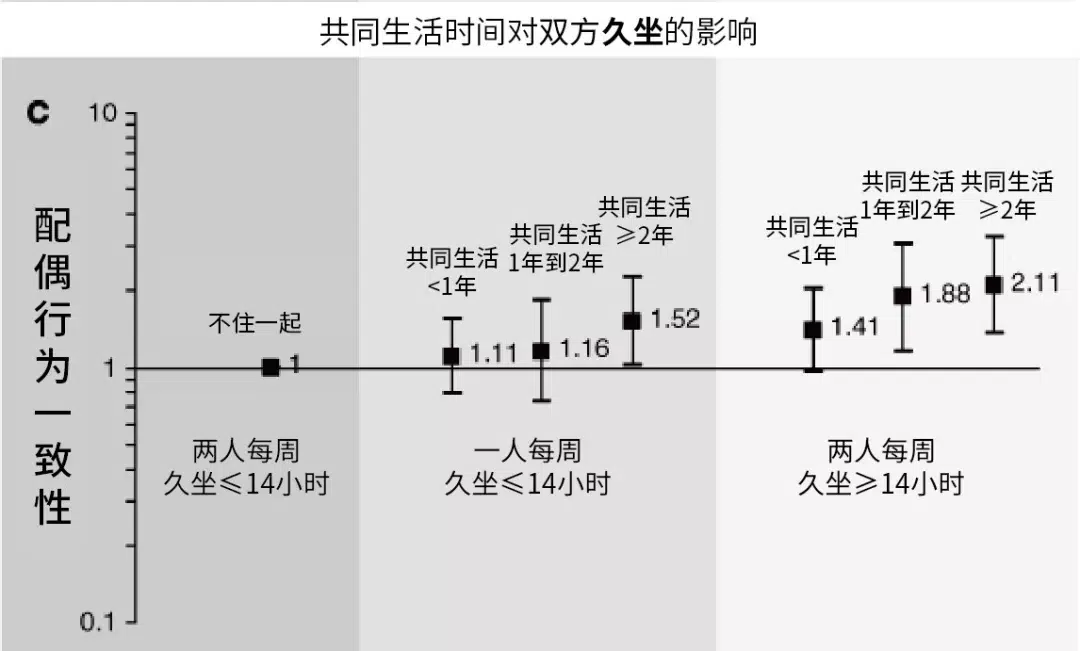 共同生活时间对双方久坐的影响
C
配偶行为一致性
10
1
0.1
不住一起
1
两人每周
久坐≤14小时
共同生活
<1年
1.11
共同生活
1年到2年
1.16
共同生活
≥2年
1.52
一人每周
久坐≤14小时
共同生活
<1年
1.41
共同生活
1年到2年
1.88
共同生活
≥2年
2.11
两人每周
久坐≥14小时